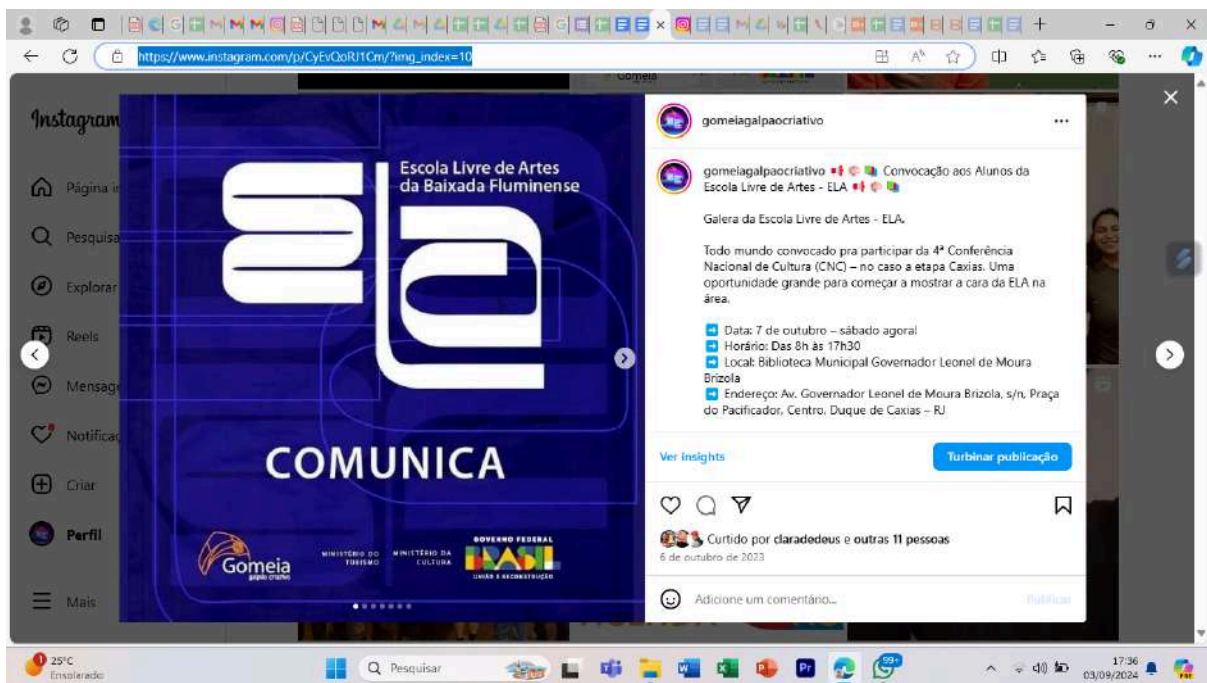 https://www.instagram.com/p/CyEvQoRJ1Cm/?img_index=10
Gomeia
Instagram
Página in
Pesquisa
Explorar
Reels
Mensage
Notificaç
Criar
Perfil
Mais
ELA
Escola Livre de Artes
da Baixada Fluminense
COMUNICA
Gomeia
galpão criativo
MINISTÉRIO DO
TURISMO
MINISTÉRIO DA
CULTURA
GOVERNO FEDERAL
BRASIL
UNIÃO E RECONSTRUÇÃO
gomeiagalpaocriativo
gomeiagalpaocriativo Convocação aos Alunos da
Escola Livre de Artes - ELA
Galera da Escola Livre de Artes - ELA.
Todo mundo convocado pra participar da 4ª Conferência
Nacional de Cultura (CNC) – no caso a etapa Caxias. Uma
oportunidade grande para começar a mostrar a cara da ELA na
área.
➡ Data: 7 de outubro – sábado agora!
➡ Horário: Das 8h às 17h30
➡ Local: Biblioteca Municipal Governador Leonel de Moura
Brizola
➡ Endereço: Av. Governador Leonel de Moura Brizola, s/n, Praça
do Pacificador, Centro, Duque de Caxias – RJ
Ver insights
Turbinar publicação
Curtido por claradedeus e outras 11 pessoas
6 de outubro de 2023
Adicione um comentário...
Publicar
25°C
Ensolarado
Pesquisar
99+
17:36
03/09/2024